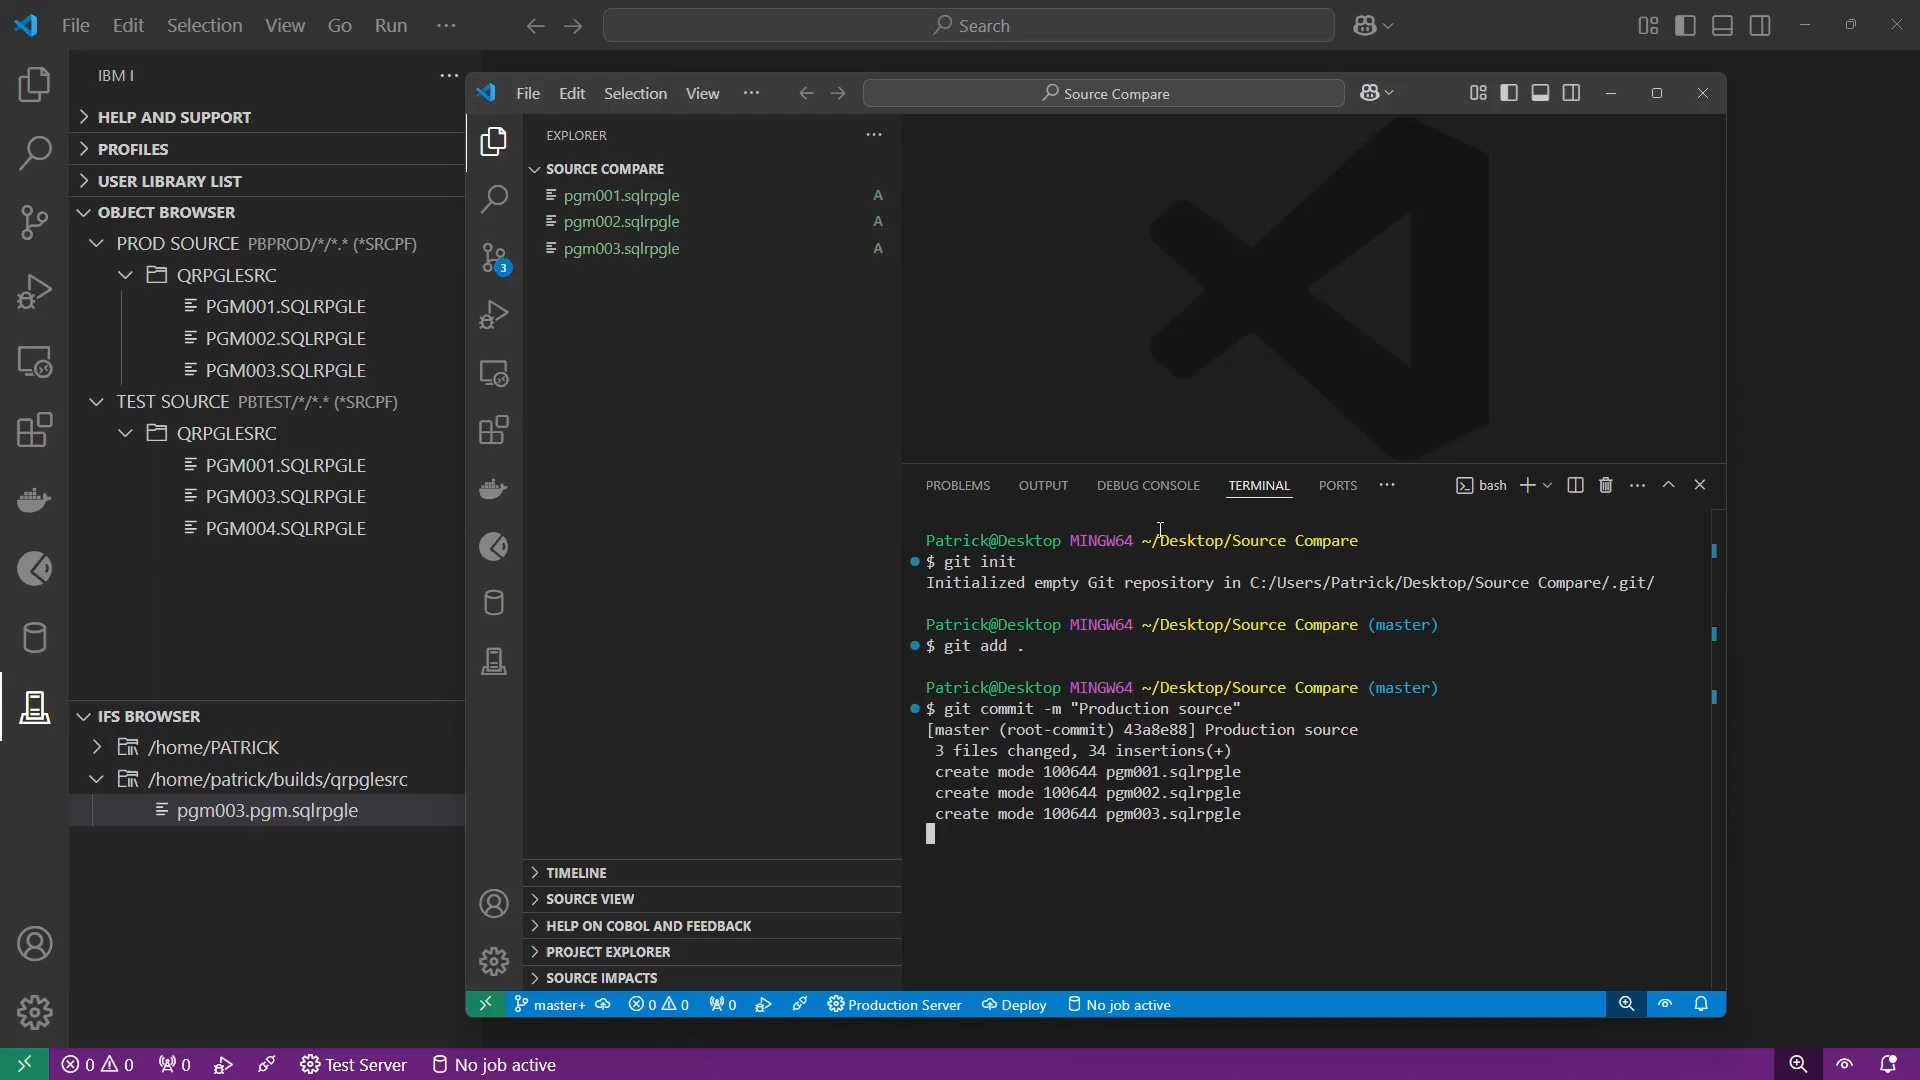 File Edit Selection View Go Run ···
Search
IBM I
HELP AND SUPPORT
PROFILES
USER LIBRARY LIST
OBJECT BROWSER
PROD SOURCE PBPROD/*/*.* (*SRCPF)
QRPGLESRC
PGM001.SQLRPGLE
PGM002.SQLRPGLE
PGM003.SQLRPGLE
TEST SOURCE PBTEST/*/*.* (*SRCPF)
QRPGLESRC
PGM001.SQLRPGLE
PGM003.SQLRPGLE
PGM004.SQLRPGLE
IFS BROWSER
/home/PATRICK
/home/patrick/builds/qrpglesrc
pgm003.pgm.sqlrpgle
File Edit Selection View ···
Source Compare
EXPLORER
SOURCE COMPARE
pgm001.sqlrpgle A
pgm002.sqlrpgle A
pgm003.sqlrpgle A
3
TIMELINE
SOURCE VIEW
HELP ON COBOL AND FEEDBACK
PROJECT EXPLORER
SOURCE IMPACTS
PROBLEMS OUTPUT DEBUG CONSOLE TERMINAL PORTS ··· bash
Patrick@Desktop MINGW64 ~/Desktop/Source Compare
$ git init
Initialized empty Git repository in C:/Users/Patrick/Desktop/Source Compare/.git/
Patrick@Desktop MINGW64 ~/Desktop/Source Compare (master)
$ git add .
Patrick@Desktop MINGW64 ~/Desktop/Source Compare (master)
$ git commit -m "Production source"
[master (root-commit) 43a8e88] Production source
3 files changed, 34 insertions(+)
create mode 100644 pgm001.sqlrpgle
create mode 100644 pgm002.sqlrpgle
create mode 100644 pgm003.sqlrpgle
master+ 0 0 0 Production Server Deploy No job active
0 0 0 Test Server No job active